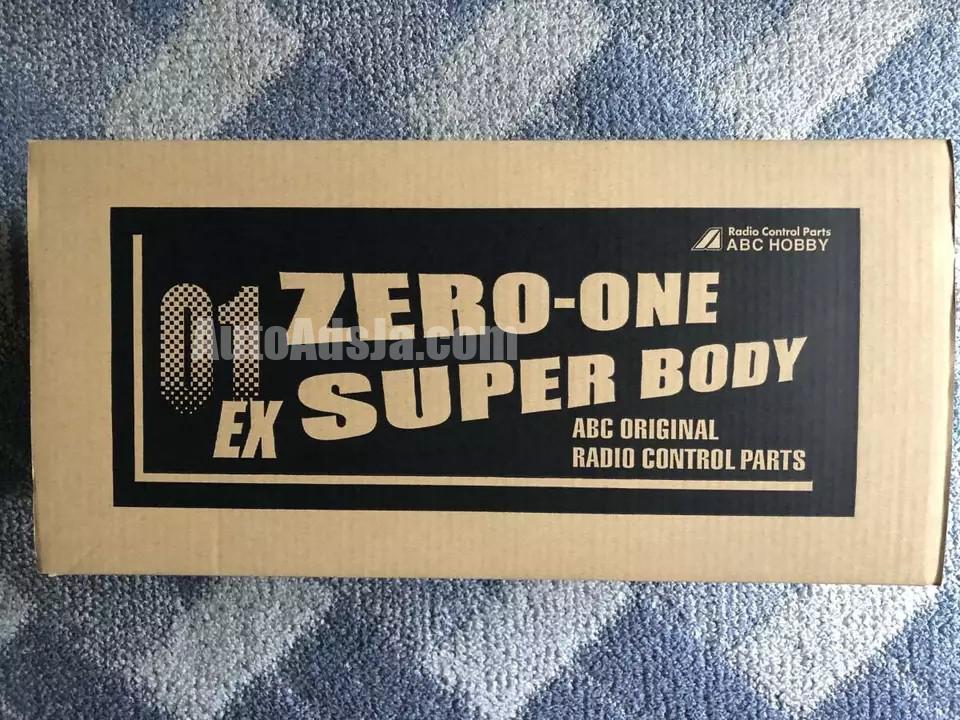 Radio Control Parts
ABC HOBBY
01 ZERO-ONE
EX SUPER BODY
ABC ORIGINAL
RADIO CONTROL PARTS
AutoAdsJa.com